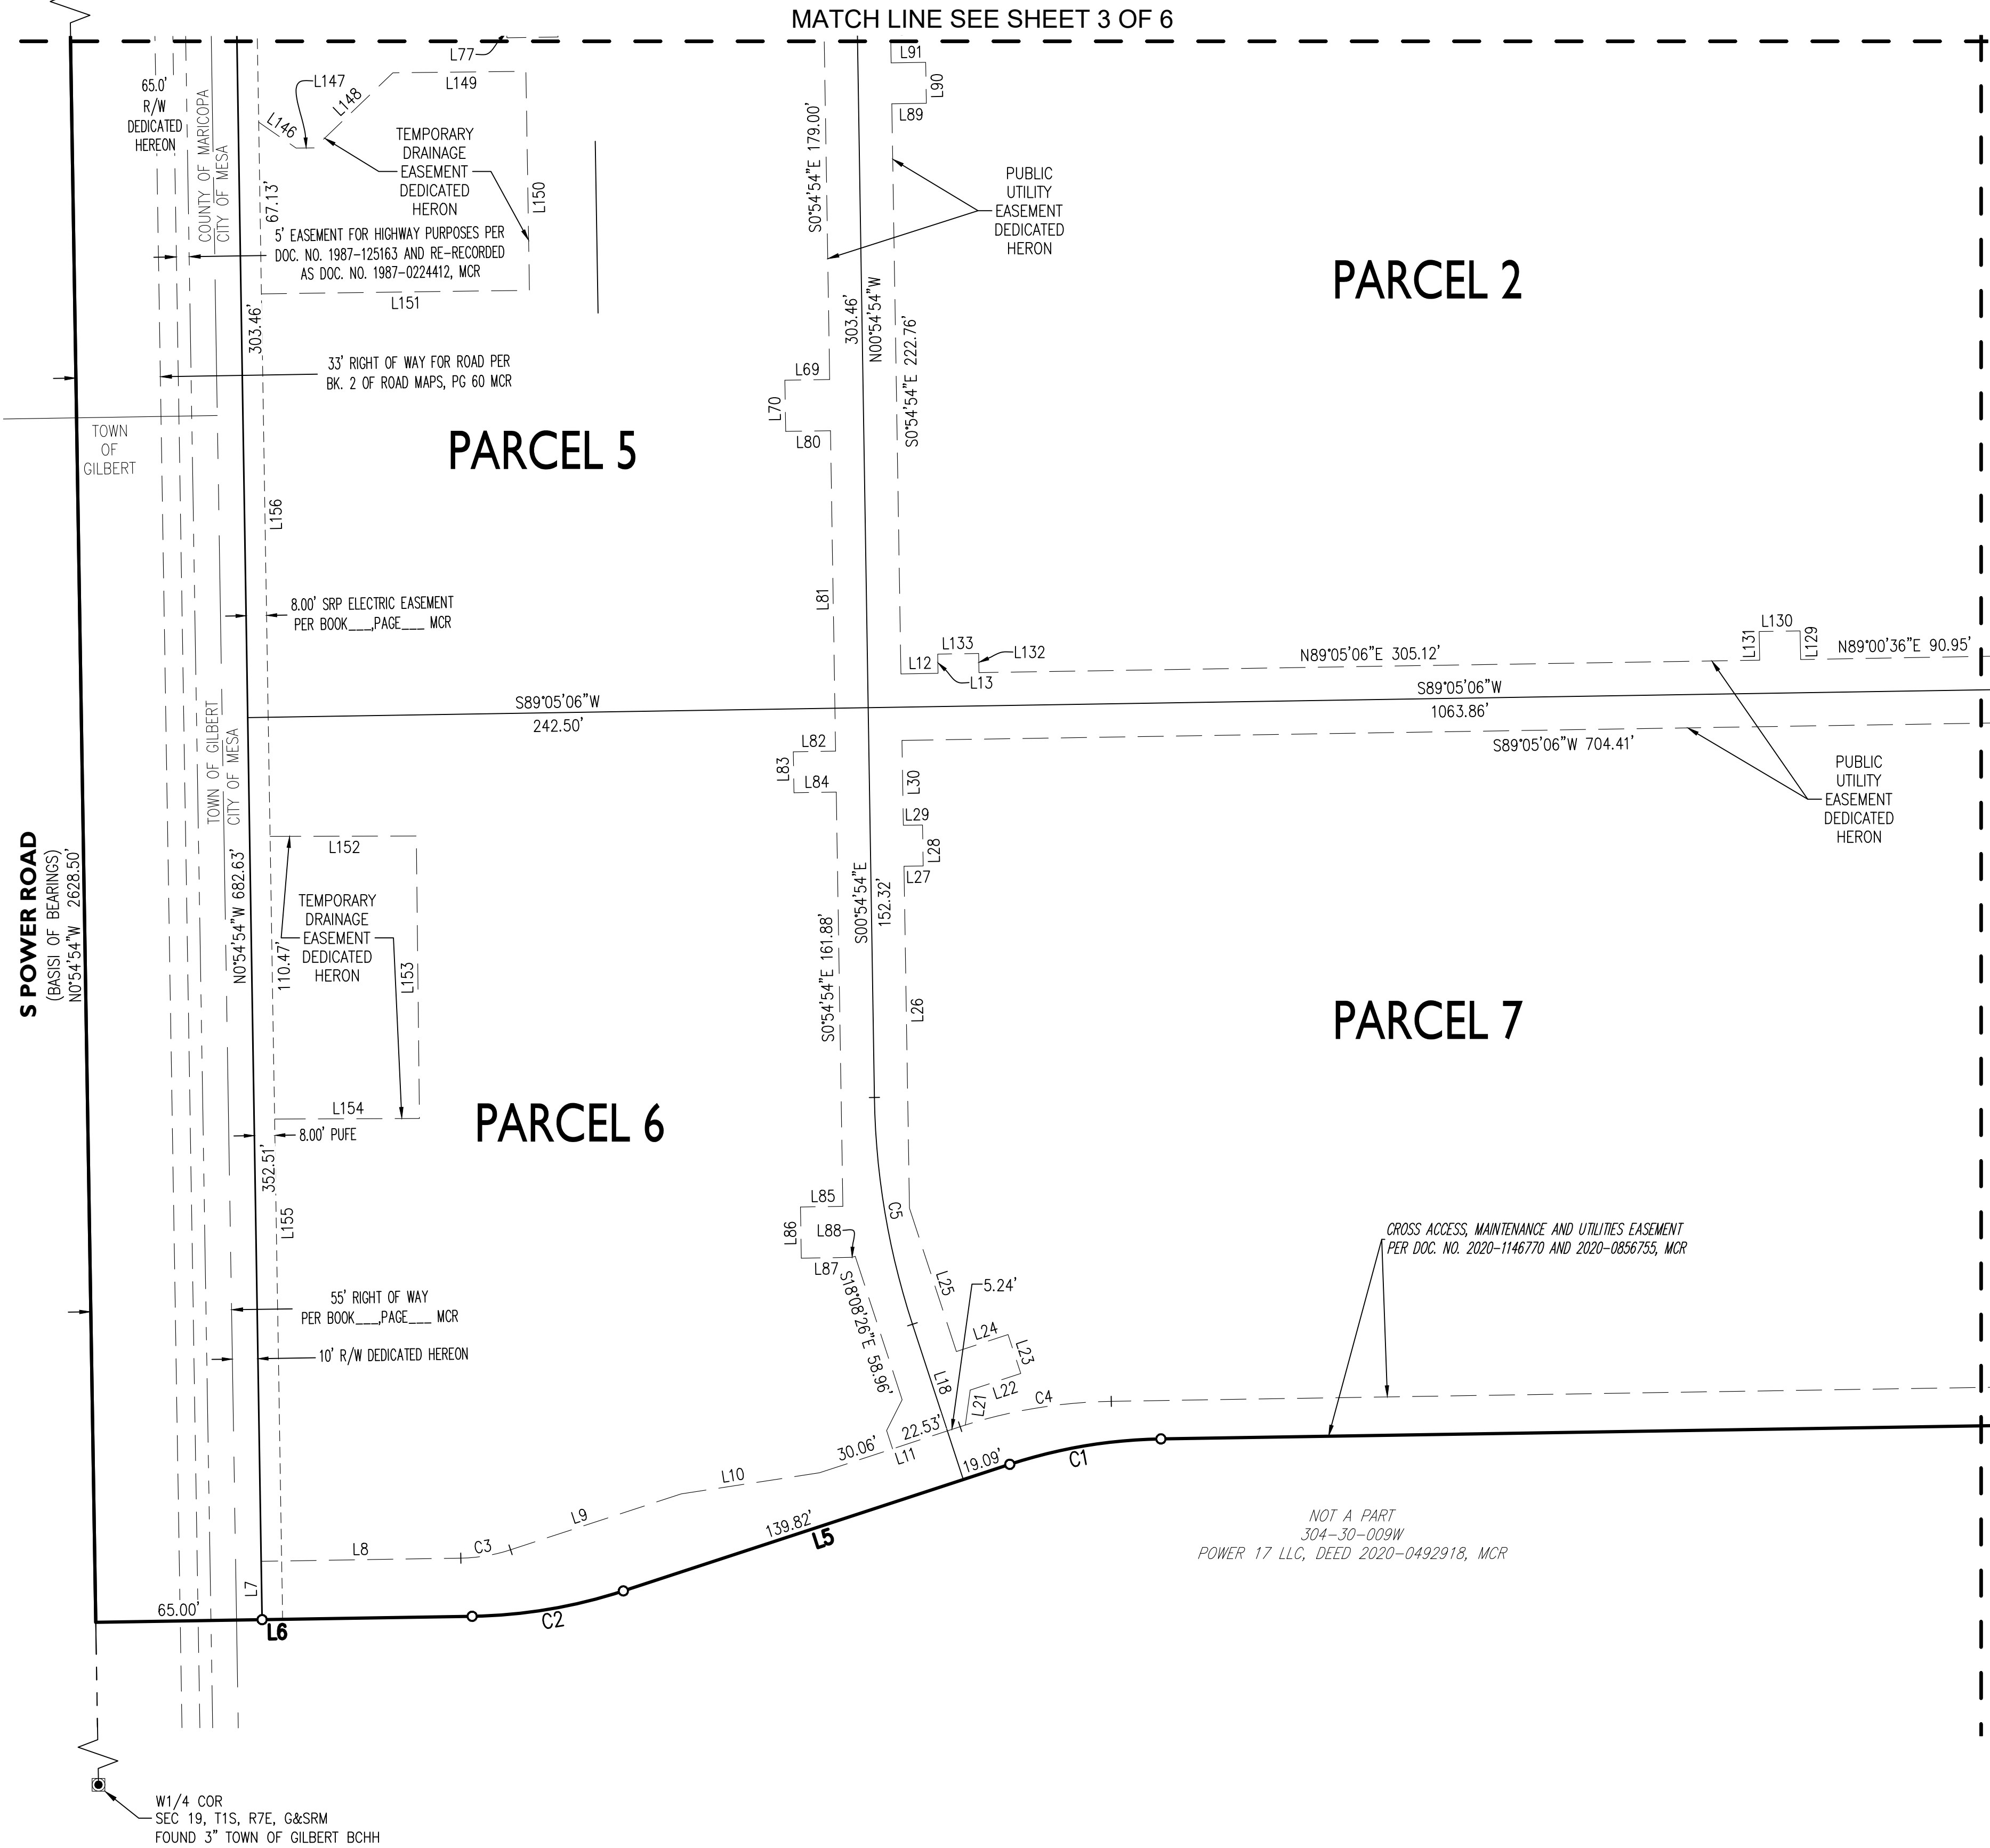 MATCH LINE SEE SHEET 3 OF 6
65.0'
R/W
DEDICATED
HEREON
COUNTY OF MARICOPA
CITY OF MESA
L77
L147
L148
L149
L146
TEMPORARY
DRAINAGE
EASEMENT
DEDICATED
HERON
L150
67.13'
5' EASEMENT FOR HIGHWAY PURPOSES PER
DOC. NO. 1987-125163 AND RE-RECORDED
AS DOC. NO. 1987-0224412, MCR
L151
303.46'
33' RIGHT OF WAY FOR ROAD PER
BK. 2 OF ROAD MAPS, PG 60 MCR
TOWN
OF
GILBERT
PARCEL 5
L156
8.00' SRP ELECTRIC EASEMENT
PER BOOK___,PAGE___ MCR
S0°54'54"E 179.00'
L91
L90
L89
PUBLIC
UTILITY
EASEMENT
DEDICATED
HERON
303.46'
N00°54'54"W
S0°54'54"E 222.76'
L69
L70
L80
L81
PARCEL 2
L133
L132
L12
L13
N89°05'06"E 305.12'
L131
L130
L129
N89°00'36"E 90.95'
S89°05'06"W
242.50'
S89°05'06"W
1063.86'
S89°05'06"W 704.41'
PUBLIC
UTILITY
EASEMENT
DEDICATED
HERON
TOWN OF GILBERT
CITY OF MESA
S POWER ROAD
(BASISI OF BEARINGS)
N0°54'54"W 2628.50'
N0°54'54"W 682.63'
L152
TEMPORARY
DRAINAGE
EASEMENT
DEDICATED
HERON
110.47'
L153
L154
8.00' PUFE
352.51'
L155
PARCEL 6
L82
L83
L84
S0°54'54"E 161.88'
S00°54'54"E
152.32'
L30
L29
L28
L27
L26
PARCEL 7
L85
L86
L88
L87
C5
S18°08'26"E 58.96'
L25
5.24'
L24
L23
L22
L21
L18
C4
CROSS ACCESS, MAINTENANCE AND UTILITIES EASEMENT
PER DOC. NO. 2020-1146770 AND 2020-0856755, MCR
55' RIGHT OF WAY
PER BOOK___,PAGE___ MCR
10' R/W DEDICATED HEREON
22.53'
30.06'
L11
19.09'
C1
L10
L9
C3
L8
139.82'
L5
L7
65.00'
L6
C2
NOT A PART
304-30-009W
POWER 17 LLC, DEED 2020-0492918, MCR
W1/4 COR
SEC 19, T1S, R7E, G&SRM
FOUND 3" TOWN OF GILBERT BCHH